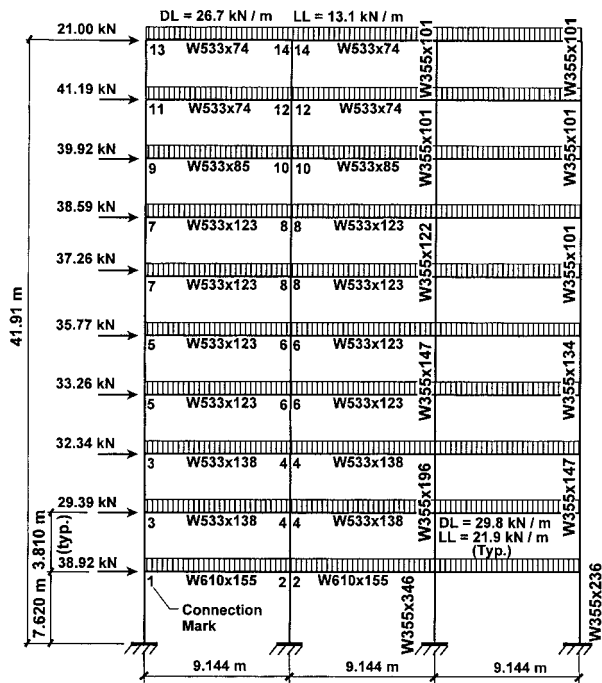 DL = 26.7 kN / m LL = 13.1 kN / m
21.00 kN
13 W533x74 14 14 W533x74
W355x101 W355x101
41.19 kN
11 W533x74 12 12 W533x74
39.92 kN
9 W533x85 10 10 W533x85
W355x101 W355x101
38.59 kN
7 W533x123 8 8 W533x123
37.26 kN
7 W533x123 8 8 W533x123
W355x122 W355x101
35.77 kN
5 W533x123 6 6 W533x123
33.26 kN
5 W533x123 6 6 W533x123
W355x147 W355x134
32.34 kN
3 W533x138 4 4 W533x138
29.39 kN
3 W533x138 4 4 W533x138
W355x196 W355x147
DL = 29.8 kN / m
LL = 21.9 kN / m
(Typ.)
38.92 kN
1 W610x155 2 2 W610x155
W355x346 W355x236
Connection
Mark
41.91 m
3.810 m
(typ.)
7.620 m
9.144 m 9.144 m 9.144 m